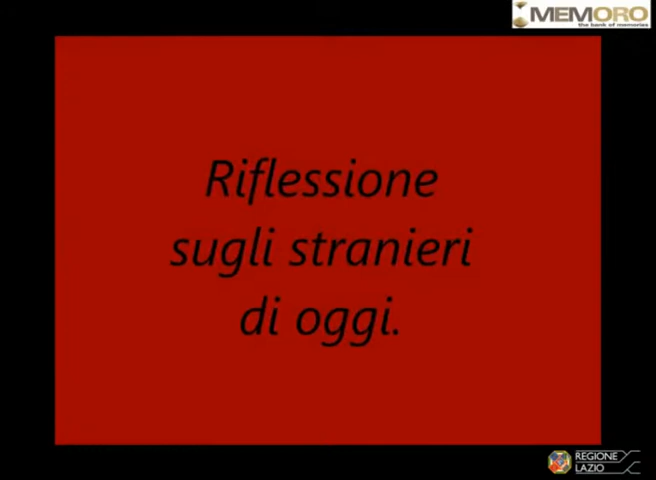 MEMORO
the bank of memories
Riflessione
sugli stranieri
di oggi.
REGIONE
LAZIO